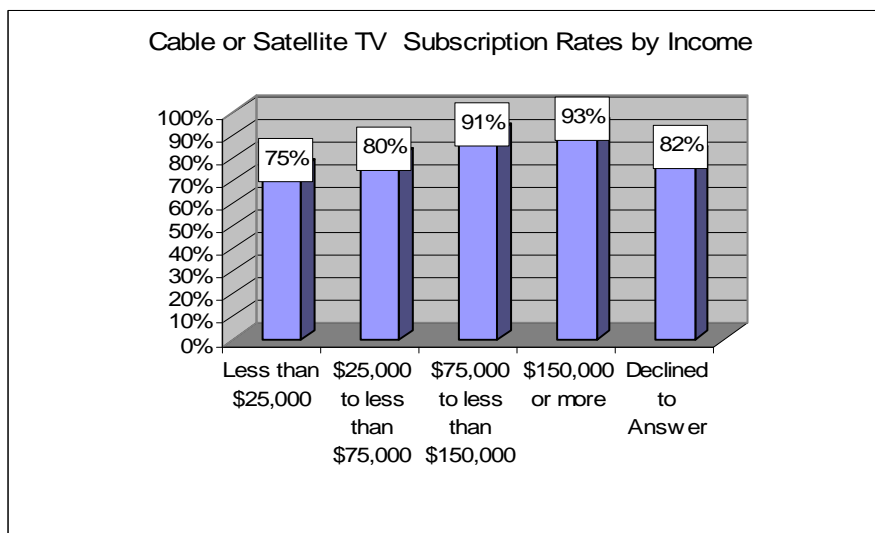 Cable or Satellite TV Subscription Rates by Income
100%
90%
80%
70%
60%
50%
40%
30%
20%
10%
0%
75%
80%
91%
93%
82%
Less than
$25,000
$25,000
to less
than
$75,000
$75,000
to less
than
$150,000
$150,000
or more
Declined
to
Answer